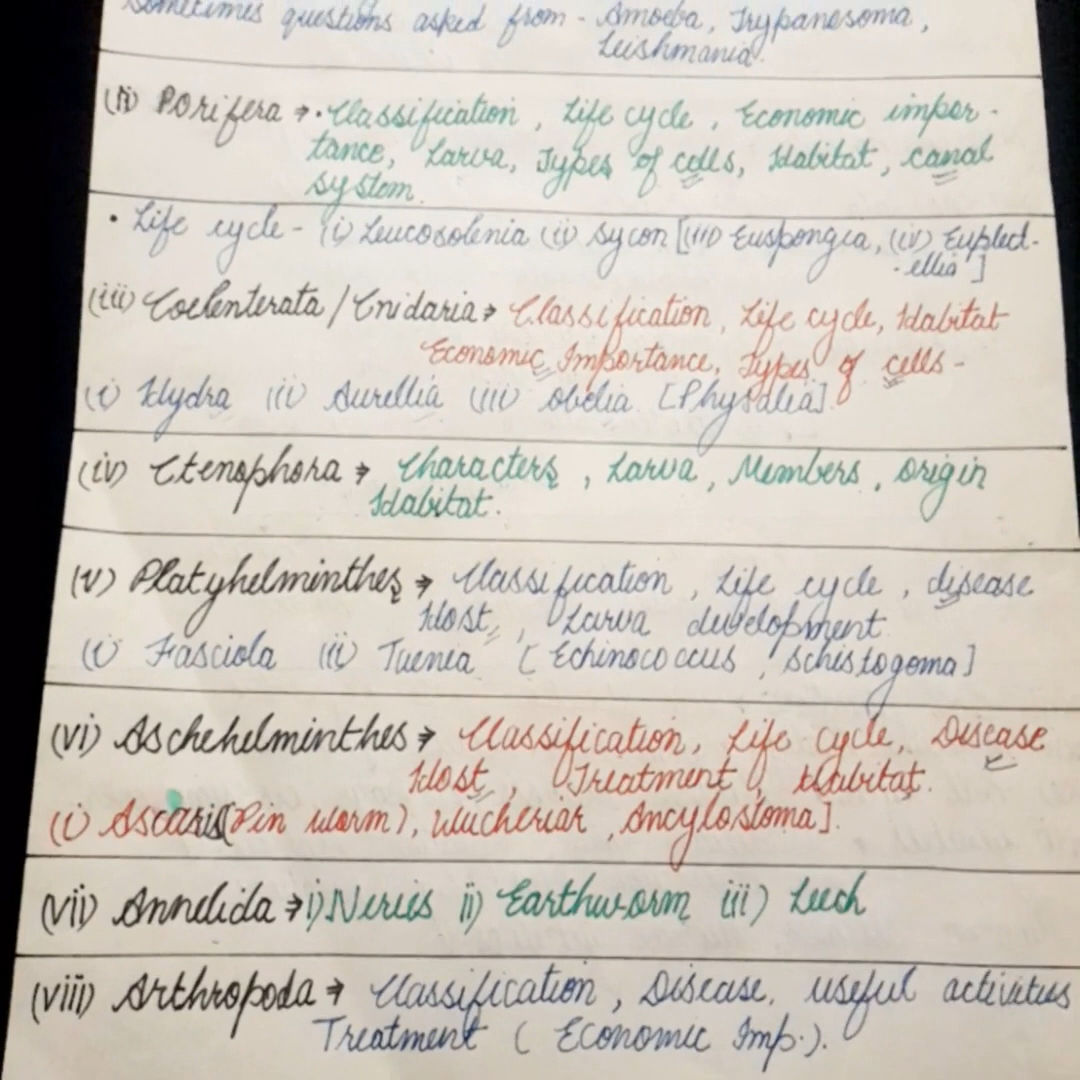 Sometimes questions asked from - Amoeba, Trypanosoma,
Leishmania.
(ii) Porifera → • Classification, Life cycle, Economic impor-
tance, Larva, Types of cells, Habitat, canal
system.
• Life cycle - (i) Leucosolenia (ii) Sycon [(iii) Euspongia, (iv) Euplect-
-ellia]
(iii) Coelenterata / Cnidaria → Classification, Life cycle, Habitat
Economic Importance, Types of cells -
(i) Hydra (ii) Aurellia (iii) Obelia [Physalia].
(iv) Ctenophora → Characters, Larva, Members, Origin
Habitat.
(v) Platyhelminthes → Classification, Life cycle, disease
Host, Larva development
(i) Fasciola (ii) Taenia [Echinococcus, Schistogoma]
(vi) Aschehelminthes → Classification, Life cycle, Disease
Host, Treatment, Habitat.
(i) Ascaris [(Pin worm), Wucheriar, Ancylostoma].
(vii) Annelida → i) Neries ii) Earthworm iii) Leech
(viii) Arthropoda → Classification, Disease, useful activities
Treatment (Economic Imp.).